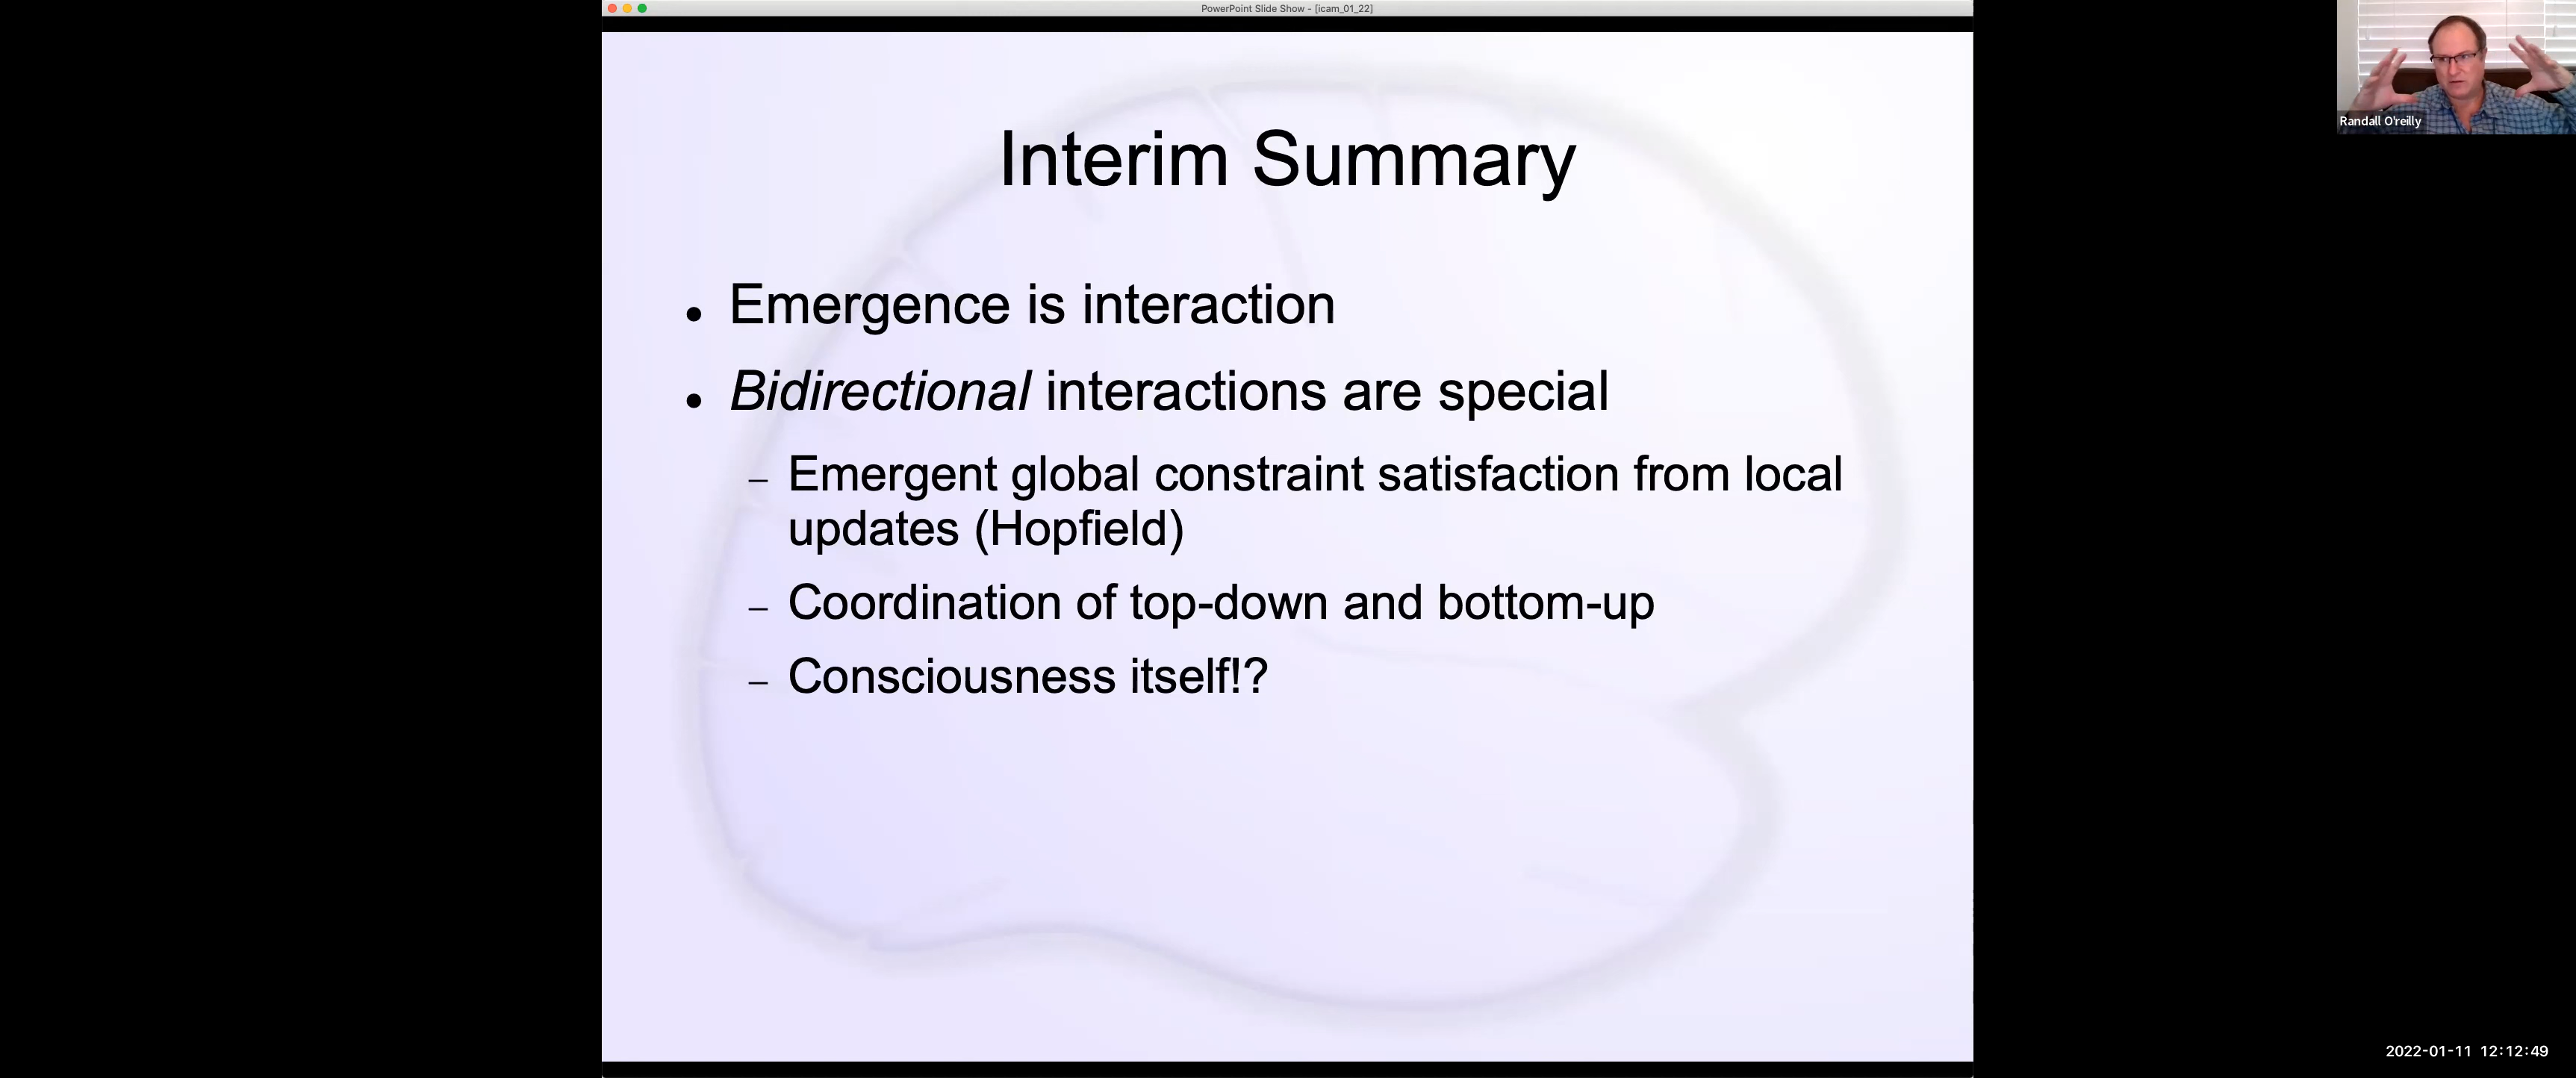 PowerPoint Slide Show - [icam_01_22]
Interim Summary
• Emergence is interaction
• Bidirectional interactions are special
– Emergent global constraint satisfaction from local
updates (Hopfield)
– Coordination of top-down and bottom-up
– Consciousness itself!?
Randall O'reilly
2022-01-11 12:12:49